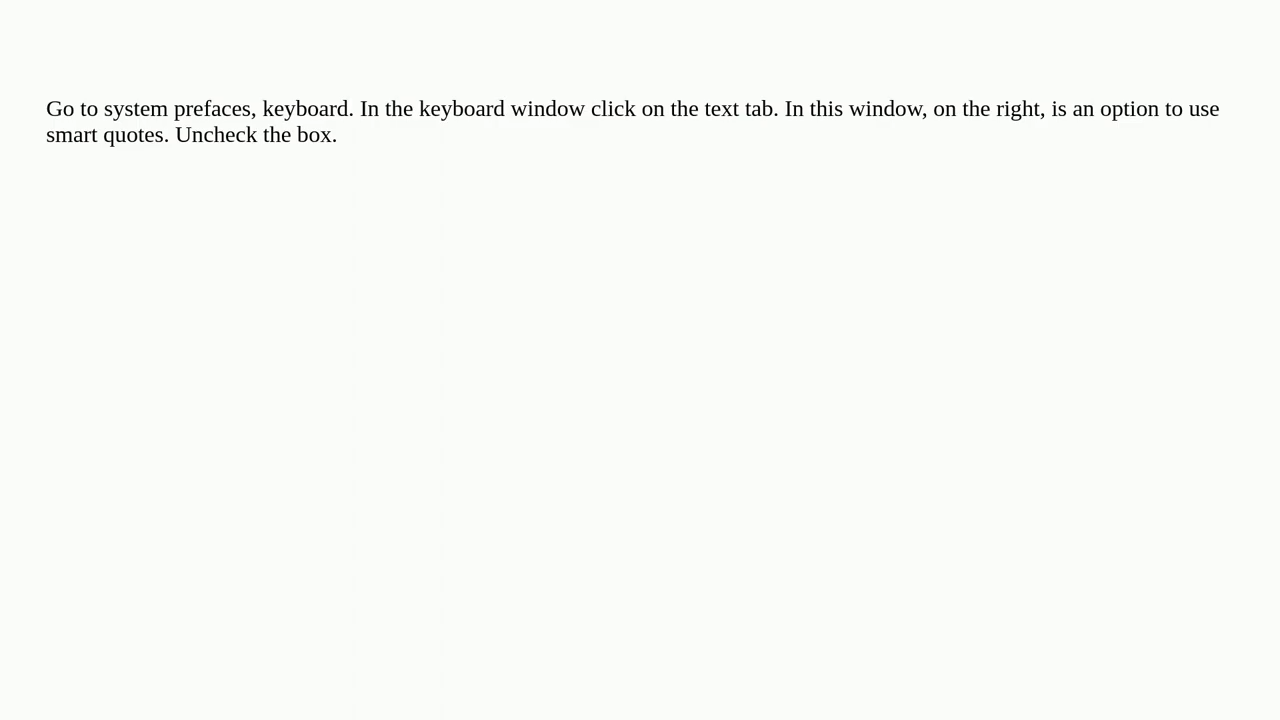 Go to system prefaces, keyboard. In the keyboard window click on the text tab. In this window, on the right, is an option to use
smart quotes. Uncheck the box.